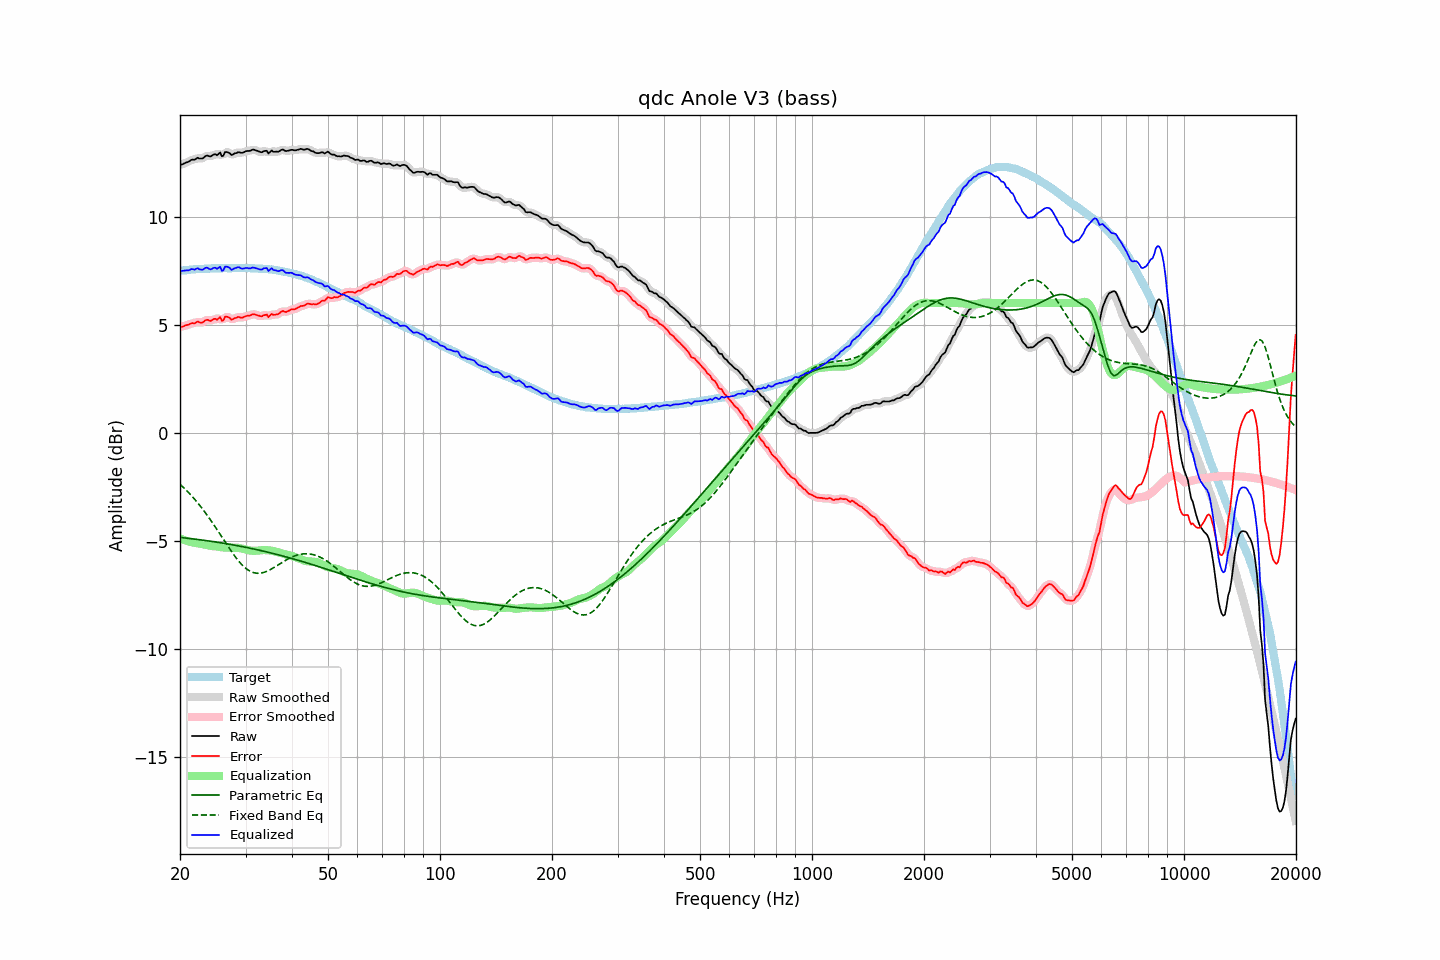 qdc Anole V3 (bass)
Amplitude (dBr)
10
5
0
−5
−10
−15
Target
Raw Smoothed
Error Smoothed
Raw
Error
Equalization
Parametric Eq
Fixed Band Eq
Equalized
20 50 100 200 500 1000 2000 5000 10000 20000
Frequency (Hz)